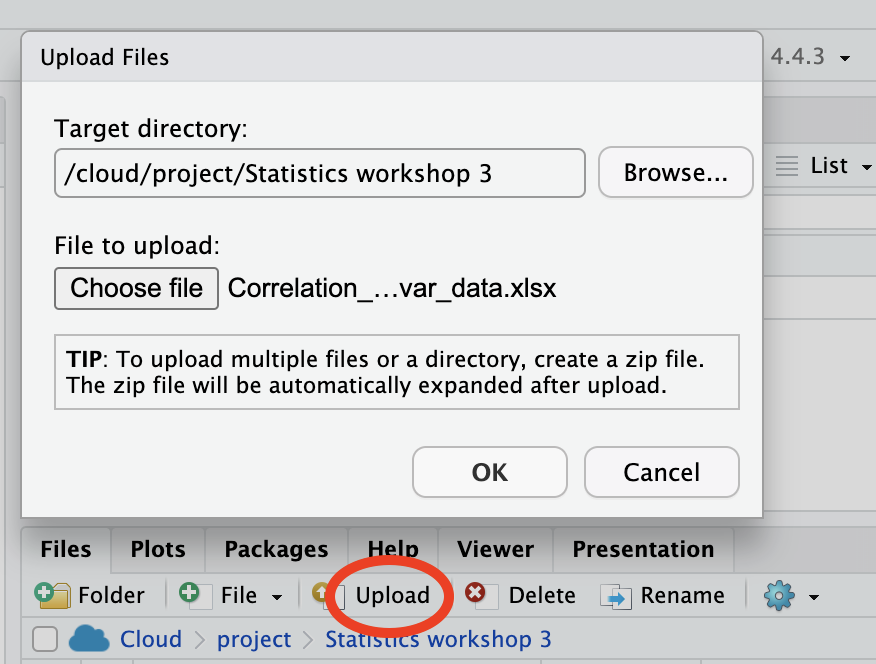 Upload Files
4.4.3
Target directory:
/cloud/project/Statistics workshop 3
Browse...
List
File to upload:
Choose file Correlation_...var_data.xlsx
TIP: To upload multiple files or a directory, create a zip file.
The zip file will be automatically expanded after upload.
OK Cancel
Files Plots Packages Help Viewer Presentation
Folder File Upload Delete Rename
Cloud > project > Statistics workshop 3